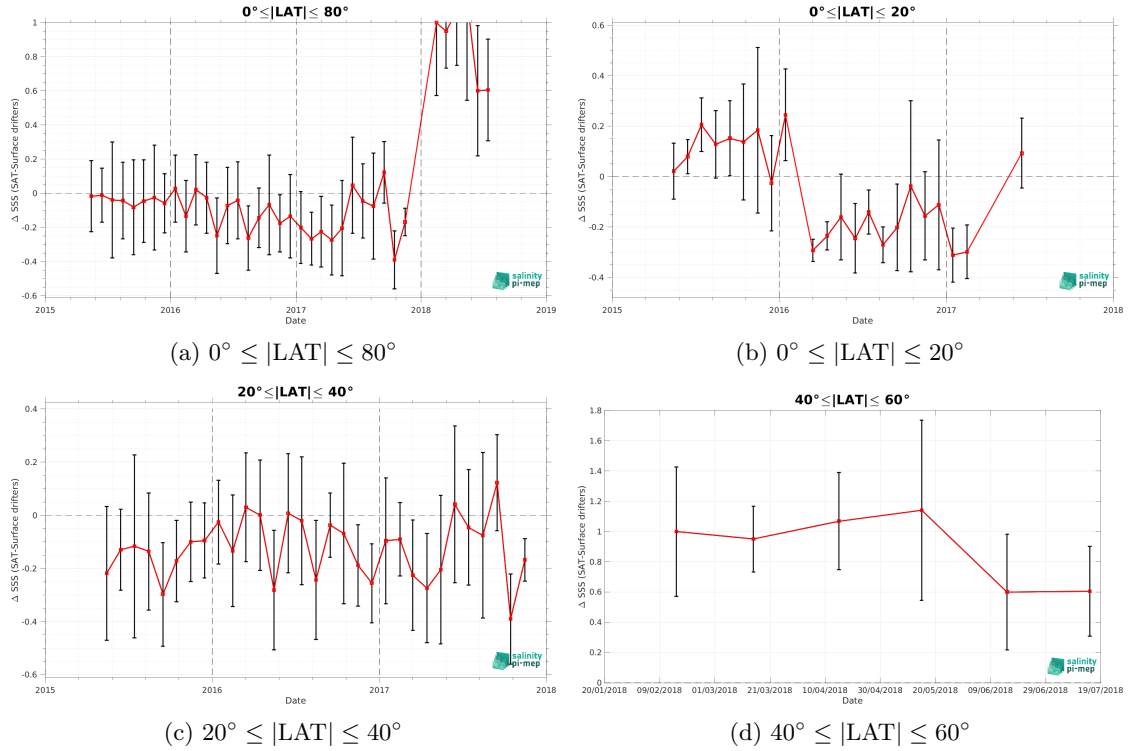 0°≤|LAT|≤ 80°
Δ SSS (SAT-Surface drifters)
1
0.8
0.6
0.4
0.2
0
-0.2
-0.4
-0.6
2015 2016 2017 2018 2019
Date
salinity
pi-mep
(a) 0° ≤ |LAT| ≤ 80°
0°≤|LAT|≤ 20°
Δ SSS (SAT-Surface drifters)
0.6
0.4
0.2
0
-0.2
-0.4
2015 2016 2017 2018
Date
salinity
pi-mep
(b) 0° ≤ |LAT| ≤ 20°
20°≤|LAT|≤ 40°
Δ SSS (SAT-Surface drifters)
0.4
0.2
0
-0.2
-0.4
-0.6
2015 2016 2017 2018
Date
salinity
pi-mep
(c) 20° ≤ |LAT| ≤ 40°
40°≤|LAT|≤ 60°
Δ SSS (SAT-Surface drifters)
1.8
1.6
1.4
1.2
1
0.8
0.6
0.4
0.2
0
20/01/2018 09/02/2018 01/03/2018 21/03/2018 10/04/2018 30/04/2018 20/05/2018 09/06/2018 29/06/2018 19/07/2018
Date
salinity
pi-mep
(d) 40° ≤ |LAT| ≤ 60°